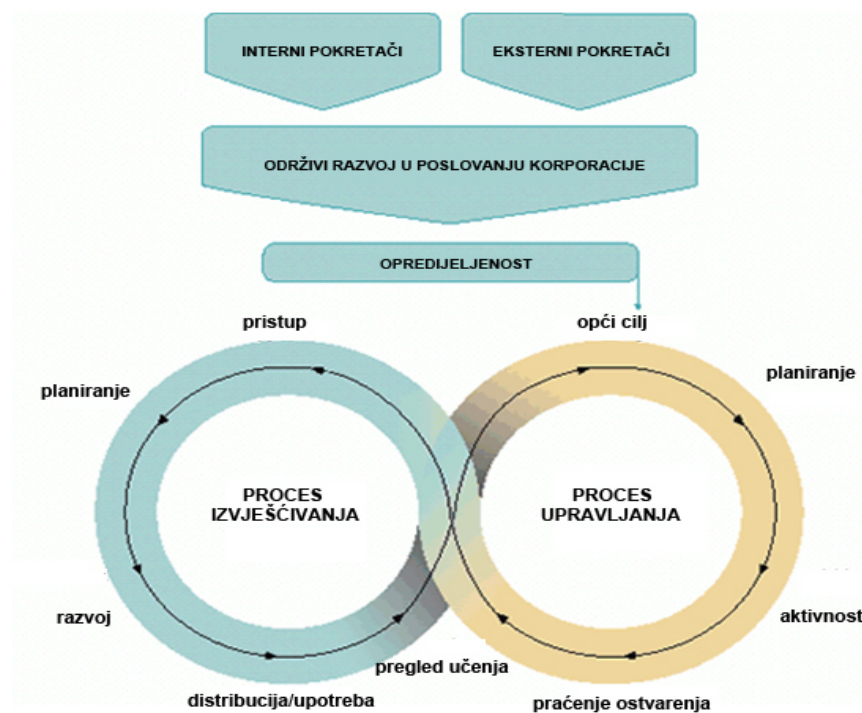 INTERNI POKRETAČI
EKSTERNI POKRETAČI
ODRŽIVI RAZVOJ U POSLOVANJU KORPORACIJE
OPREDIJELJENOST
pristup
opći cilj
planiranje
planiranje
PROCES
IZVJEŠĆIVANJA
PROCES
UPRAVLJANJA
razvoj
aktivnost
pregled učenja
distribucija/upotreba
praćenje ostvarenja